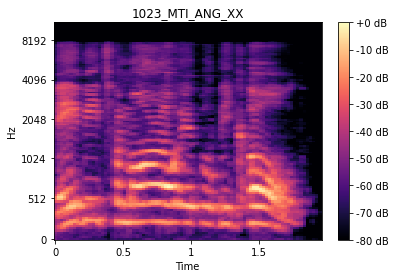 1023_MTI_ANG_XX
Hz
8192
4096
2048
1024
512
0
0
0.5
1
1.5
Time
+0 dB
-10 dB
-20 dB
-30 dB
-40 dB
-50 dB
-60 dB
-70 dB
-80 dB